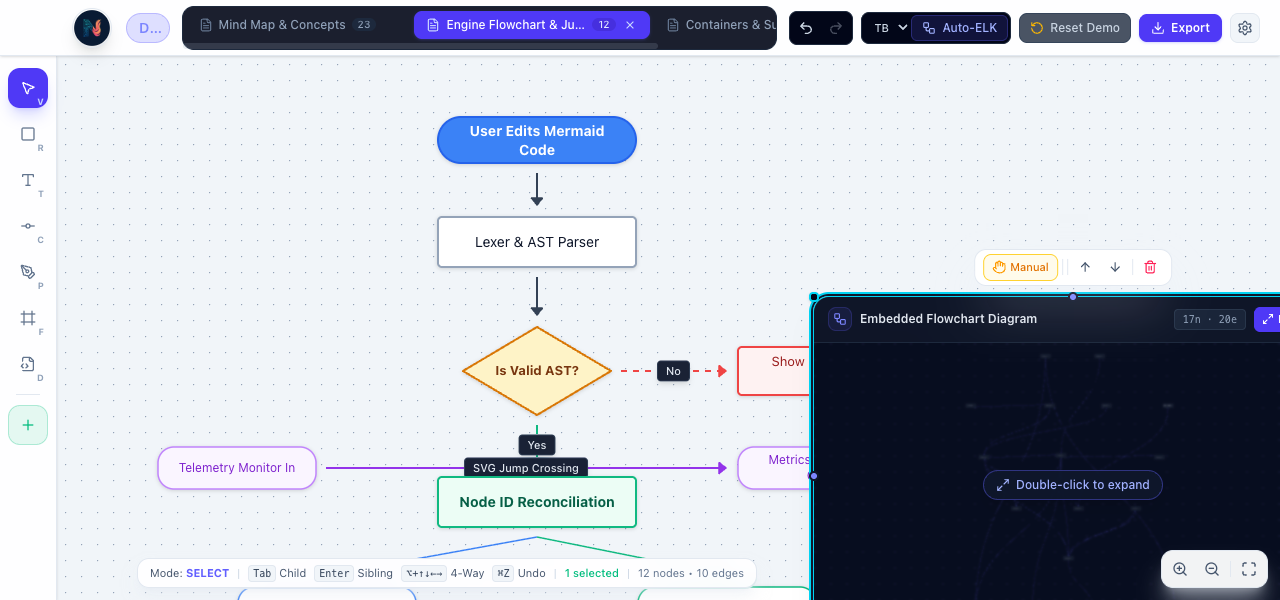 D...
Mind Map & Concepts 23
Engine Flowchart & Ju... 12
Containers & Su
TB
Auto-ELK
Reset Demo
Export
V
R
T
C
P
F
D
User Edits Mermaid
Code
Lexer & AST Parser
Is Valid AST?
No
Show
Yes
Telemetry Monitor In
SVG Jump Crossing
Metrics
Node ID Reconciliation
Manual
Embedded Flowchart Diagram
17n · 20e
Double-click to expand
Mode: SELECT | Tab Child Enter Sibling ⌥+↑↓←→ 4-Way ⌘Z Undo | 1 selected | 12 nodes • 10 edges